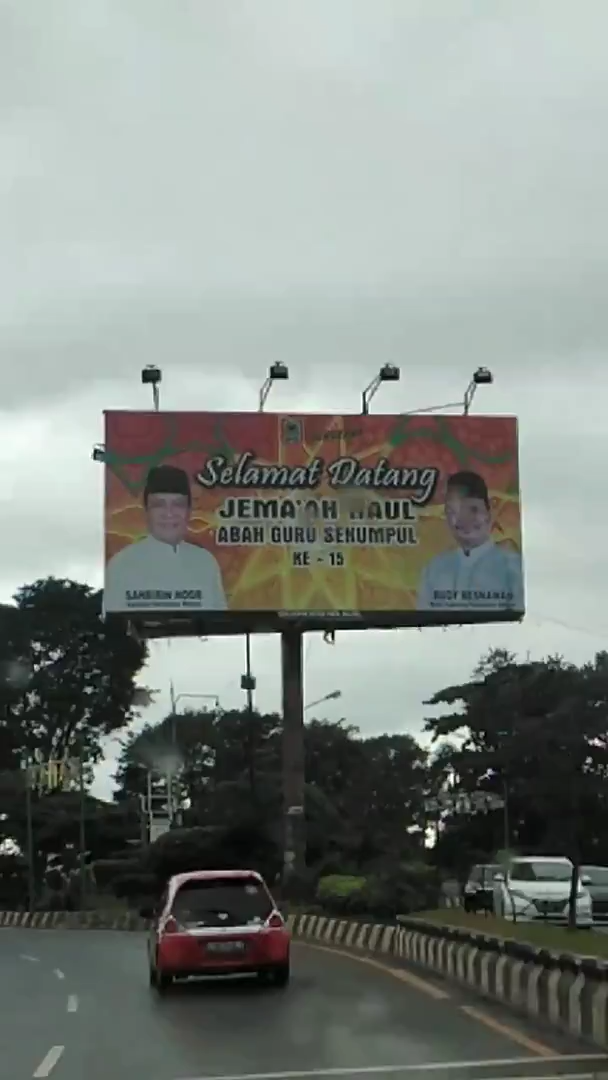 Selamat Datang
JEMA'AH HAUL
ABAH GURU SEKUMPUL
KE - 15
SAHBIRIN NOOR
RUDY RESNAWAN